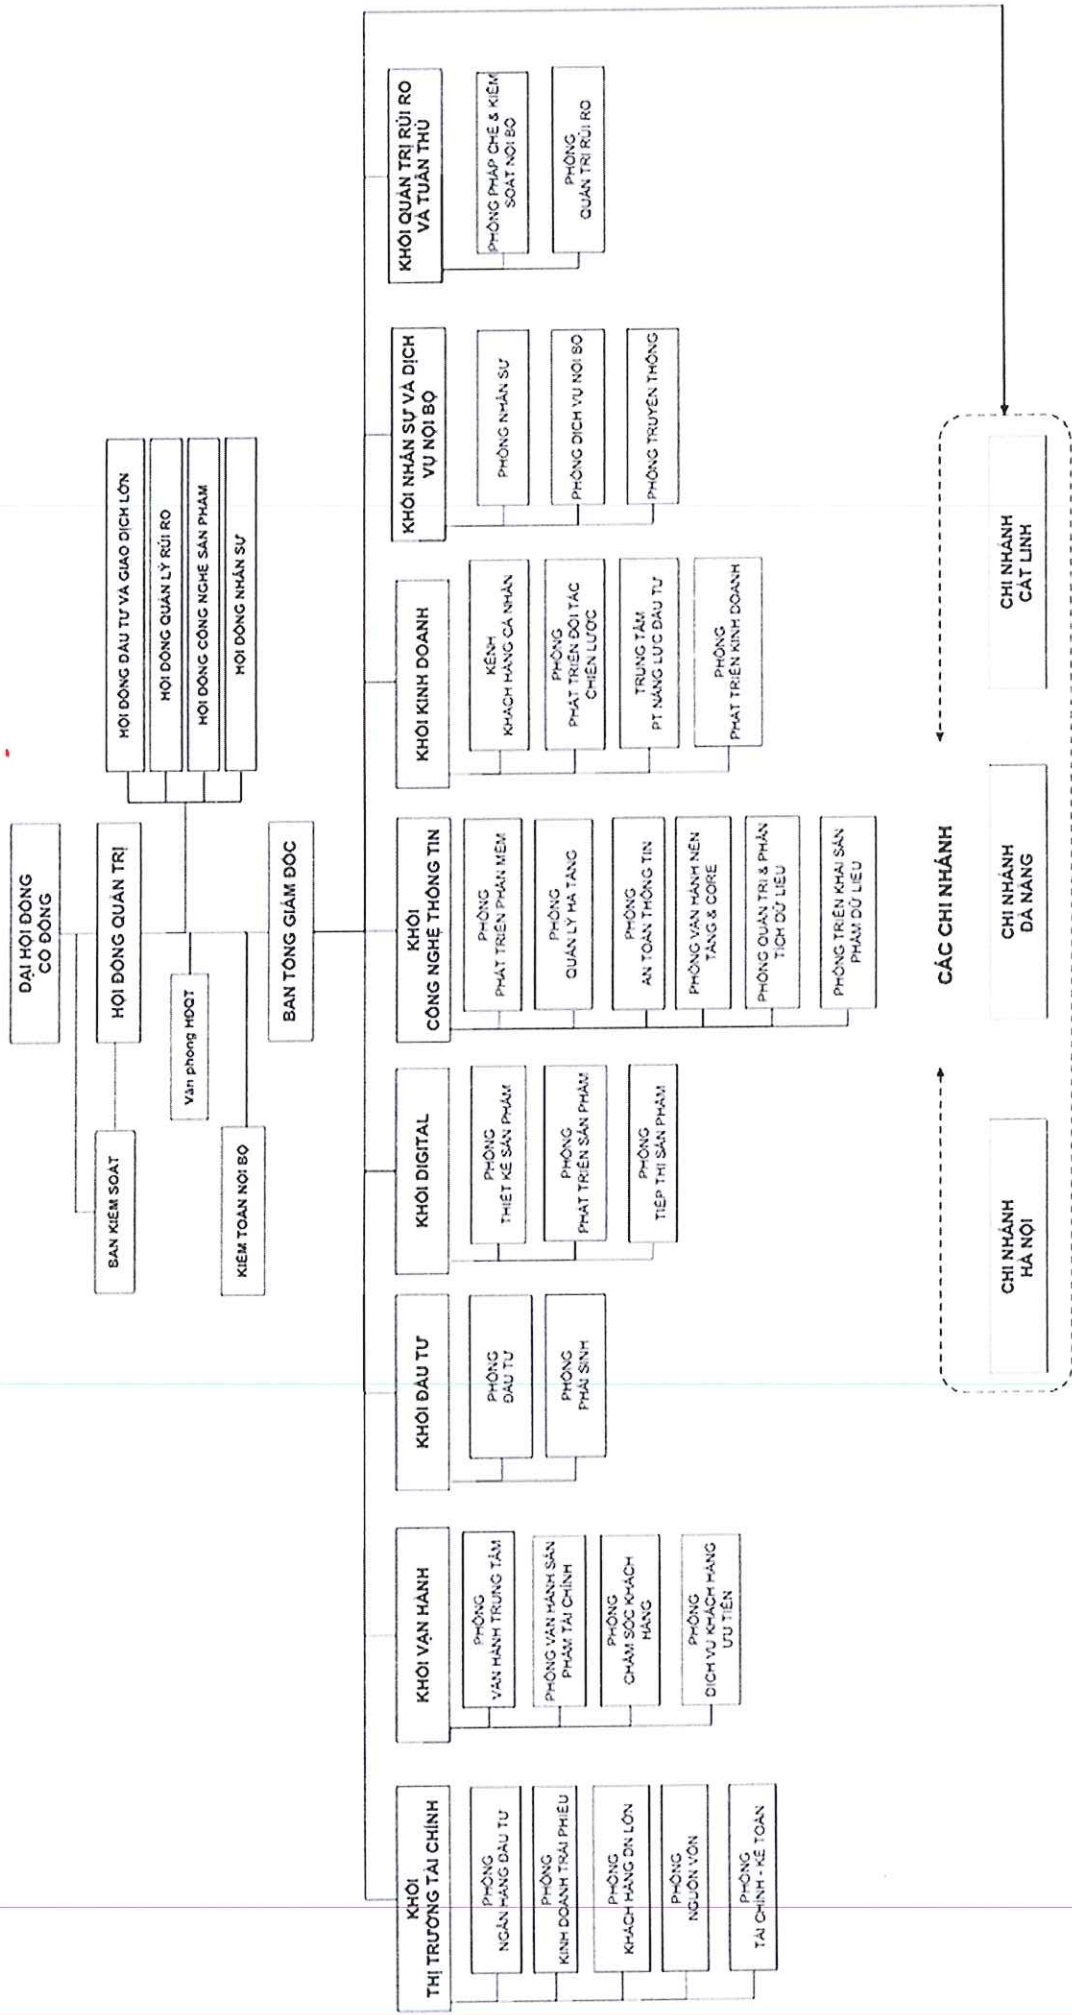 ĐẠI HỘI ĐỒNG
CỔ ĐÔNG
HỘI ĐỒNG QUẢN TRỊ
BAN KIỂM SOÁT
HỘI ĐỒNG ĐẦU TƯ VÀ GIAO DỊCH LỚN
HỘI ĐỒNG QUẢN LÝ RỦI RO
HỘI ĐỒNG CÔNG NGHỆ SẢN PHẨM
HỘI ĐỒNG NHÂN SỰ
Văn phòng HĐQT
KIỂM TOÁN NỘI BỘ
BAN TỔNG GIÁM ĐỐC
KHỐI
THỊ TRƯỜNG TÀI CHÍNH
PHÒNG
NGÂN HÀNG ĐẦU TƯ
PHÒNG
KINH DOANH TRÁI PHIẾU
PHÒNG
KHÁCH HÀNG DN LỚN
PHÒNG
NGUỒN VỐN
PHÒNG
TÀI CHÍNH - KẾ TOÁN
KHỐI VẬN HÀNH
PHÒNG
VẬN HÀNH TRUNG TÂM
PHÒNG VẬN HÀNH SẢN
PHẨM TÀI CHÍNH
PHÒNG
CHĂM SÓC KHÁCH
HÀNG
PHÒNG
DỊCH VỤ KHÁCH HÀNG
ƯU TIÊN
KHỐI ĐẦU TƯ
PHÒNG
ĐẦU TƯ
PHÒNG
PHÁI SINH
KHỐI DIGITAL
PHÒNG
THIẾT KẾ SẢN PHẨM
PHÒNG
PHÁT TRIỂN SẢN PHẨM
PHÒNG
TIẾP THỊ SẢN PHẨM
KHỐI
CÔNG NGHỆ THÔNG TIN
PHÒNG
PHÁT TRIỂN PHẦN MỀM
PHÒNG
QUẢN LÝ HẠ TẦNG
PHÒNG
AN TOÀN THÔNG TIN
PHÒNG VẬN HÀNH NỀN
TẢNG & CORE
PHÒNG QUẢN TRỊ & PHÂN
TÍCH DỮ LIỆU
PHÒNG TRIỂN KHAI SẢN
PHẨM DỮ LIỆU
KHỐI KINH DOANH
KÊNH
KHÁCH HÀNG CÁ NHÂN
PHÒNG
PHÁT TRIỂN ĐỐI TÁC
CHIẾN LƯỢC
TRUNG TÂM
PT NĂNG LỰC ĐẦU TƯ
PHÒNG
PHÁT TRIỂN KINH DOANH
KHỐI NHÂN SỰ VÀ DỊCH
VỤ NỘI BỘ
PHÒNG NHÂN SỰ
PHÒNG DỊCH VỤ NỘI BỘ
PHÒNG TRUYỀN THÔNG
KHỐI QUẢN TRỊ RỦI RO
VÀ TUÂN THỦ
PHÒNG PHÁP CHẾ & KIỂM
SOÁT NỘI BỘ
PHÒNG
QUẢN TRỊ RỦI RO
CÁC CHI NHÁNH
CHI NHÁNH
HÀ NỘI
CHI NHÁNH
ĐÀ NẴNG
CHI NHÁNH
CÁT LINH